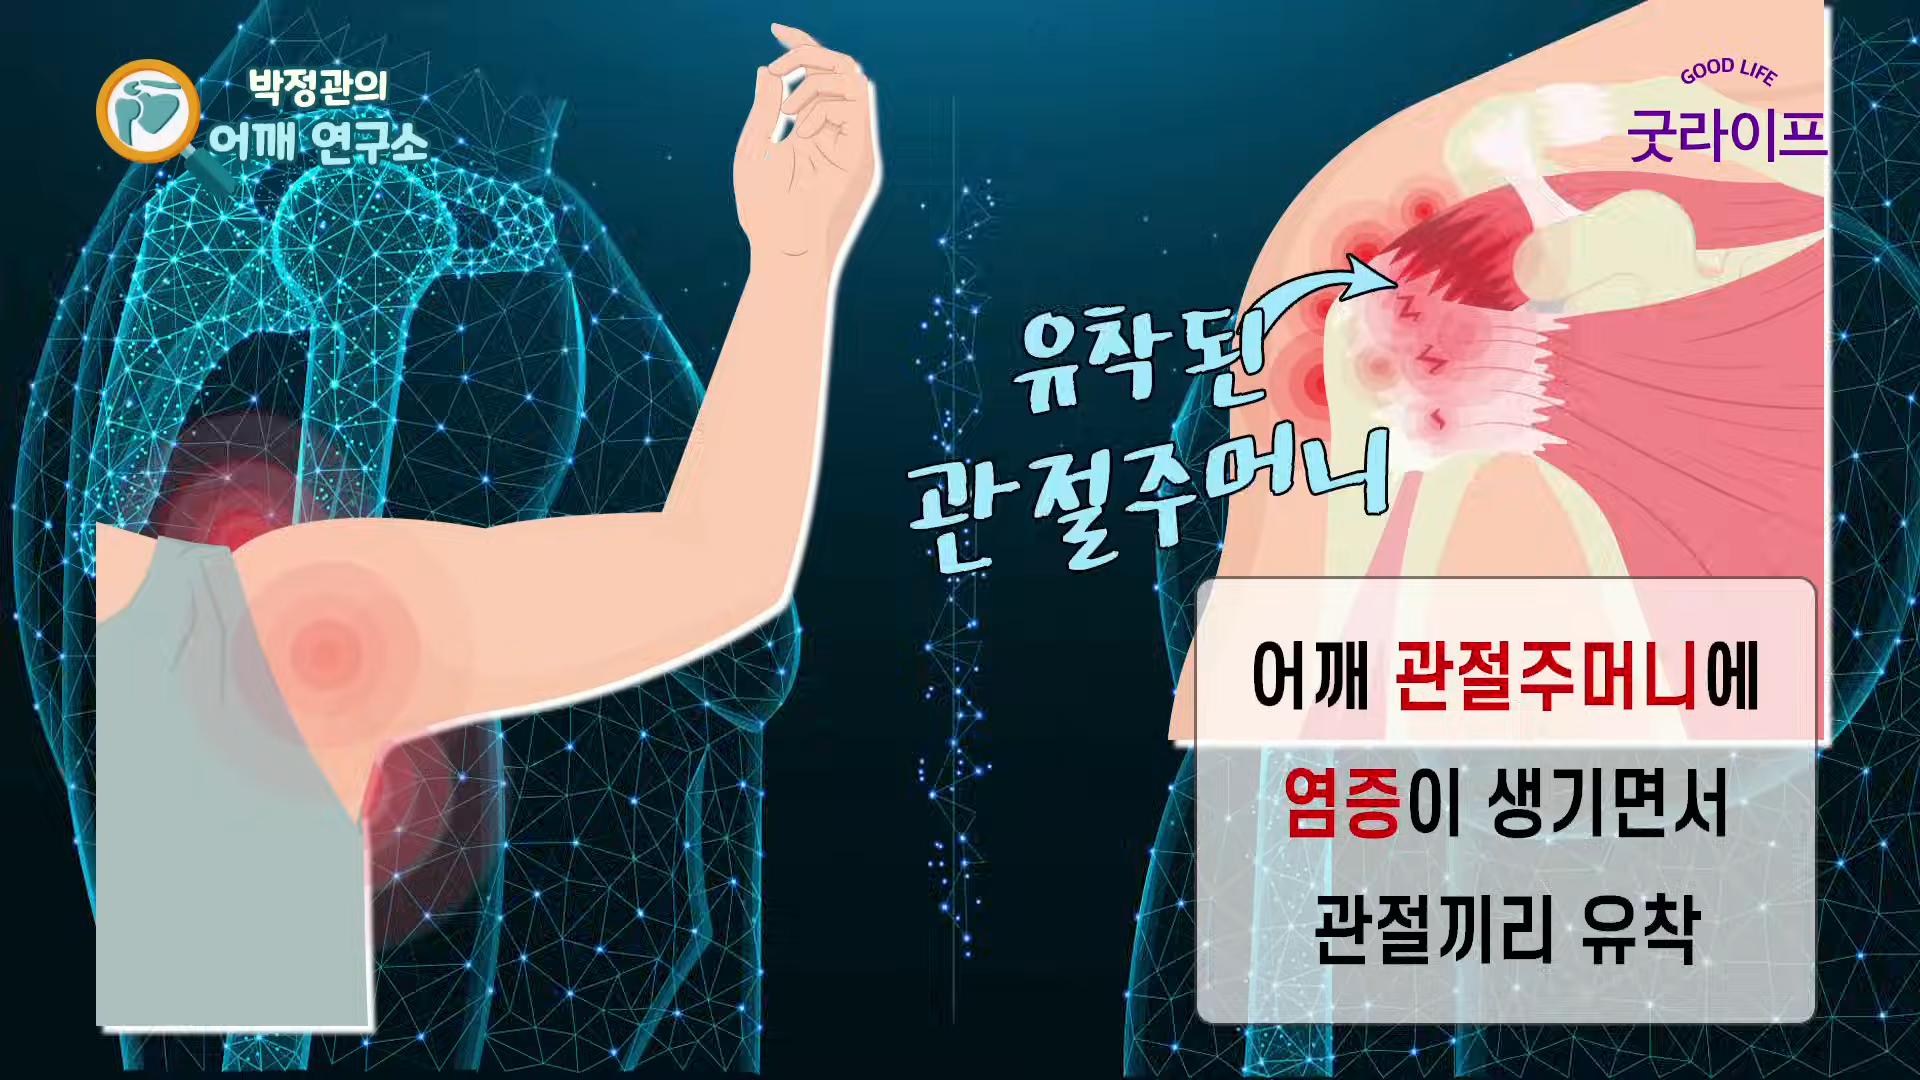 박정관의
어깨 연구소
GOOD LIFE
굿라이프
유착된
관절주머니
어깨 관절주머니에
염증이 생기면서
관절끼리 유착